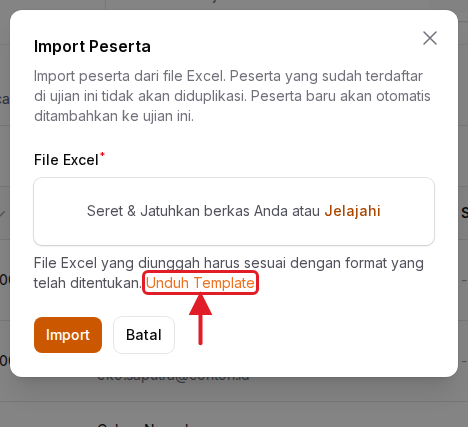 Import Peserta
Import peserta dari file Excel. Peserta yang sudah terdaftar
di ujian ini tidak akan diduplikasi. Peserta baru akan otomatis
ditambahkan ke ujian ini.
File Excel*
Seret & Jatuhkan berkas Anda atau Jelajahi
File Excel yang diunggah harus sesuai dengan format yang
telah ditentukan. Unduh Template
Import Batal